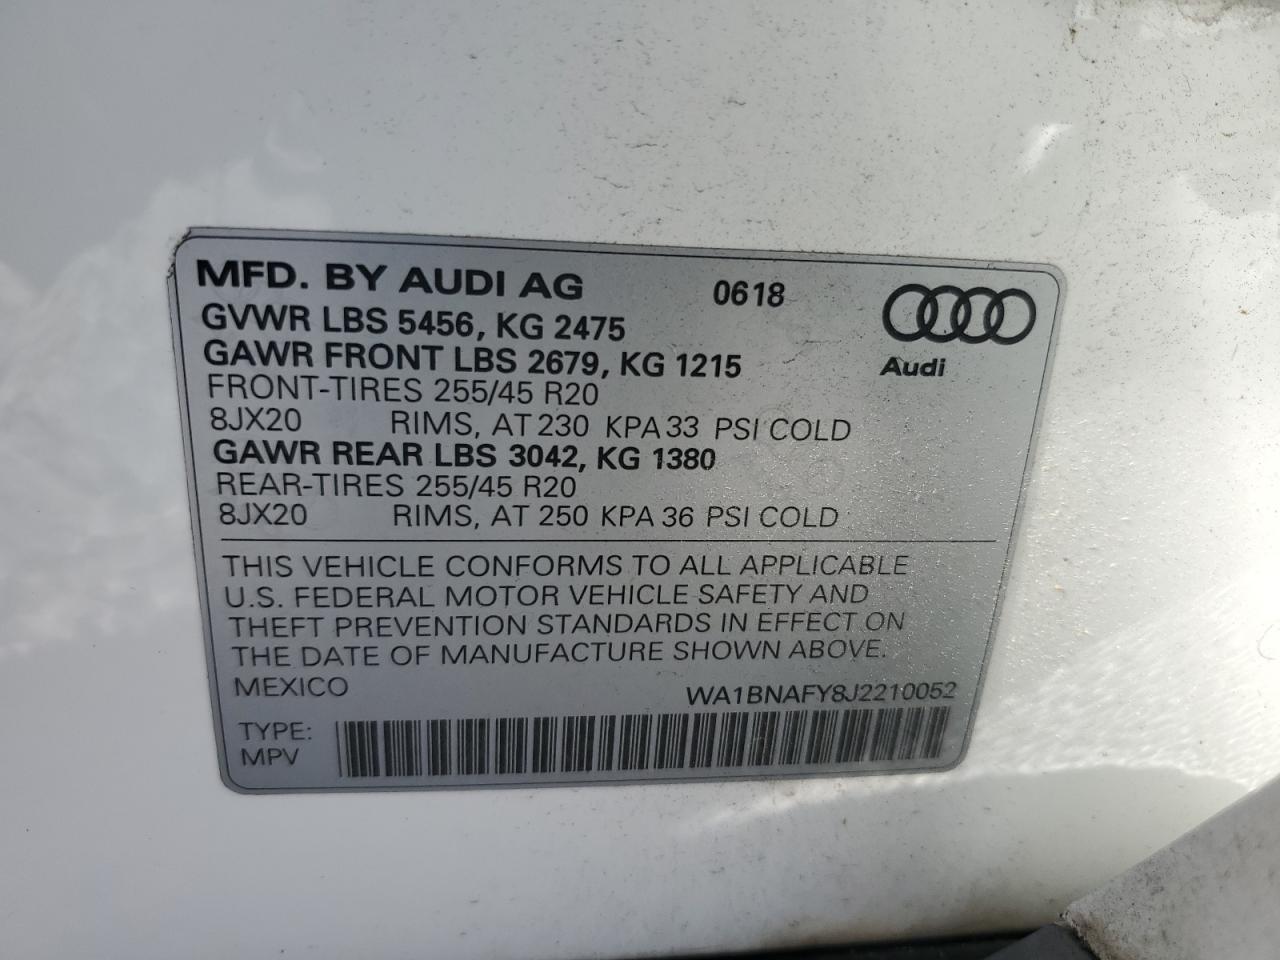 MFD. BY AUDI AG 0618
GVWR LBS 5456, KG 2475
GAWR FRONT LBS 2679, KG 1215
Audi
FRONT-TIRES 255/45 R20
8JX20 RIMS, AT 230 KPA 33 PSI COLD
GAWR REAR LBS 3042, KG 1380
REAR-TIRES 255/45 R20
8JX20 RIMS, AT 250 KPA 36 PSI COLD
THIS VEHICLE CONFORMS TO ALL APPLICABLE
U.S. FEDERAL MOTOR VEHICLE SAFETY AND
THEFT PREVENTION STANDARDS IN EFFECT ON
THE DATE OF MANUFACTURE SHOWN ABOVE.
MEXICO WA1BNAFY8J2210052
TYPE:
MPV